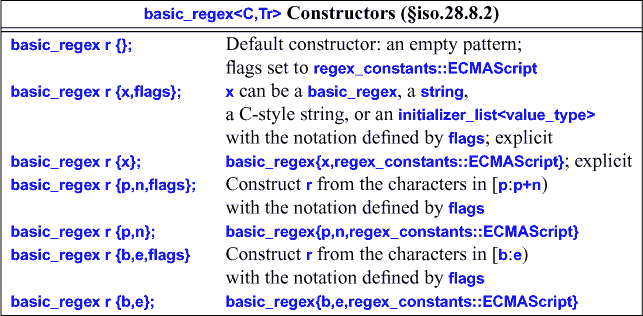 basic_regex<C,Tr> Constructors (§iso.28.8.2)
basic_regex r {}; Default constructor: an empty pattern;
flags set to regex_constants::ECMAScript
basic_regex r {x,flags}; x can be a basic_regex, a string,
a C-style string, or an initializer_list<value_type>
with the notation defined by flags; explicit
basic_regex r {x}; basic_regex{x,regex_constants::ECMAScript}; explicit
basic_regex r {p,n,flags}; Construct r from the characters in [p:p+n)
with the notation defined by flags
basic_regex r {p,n}; basic_regex{p,n,regex_constants::ECMAScript}
basic_regex r {b,e,flags} Construct r from the characters in [b:e)
with the notation defined by flags
basic_regex r {b,e}; basic_regex{b,e,regex_constants::ECMAScript}